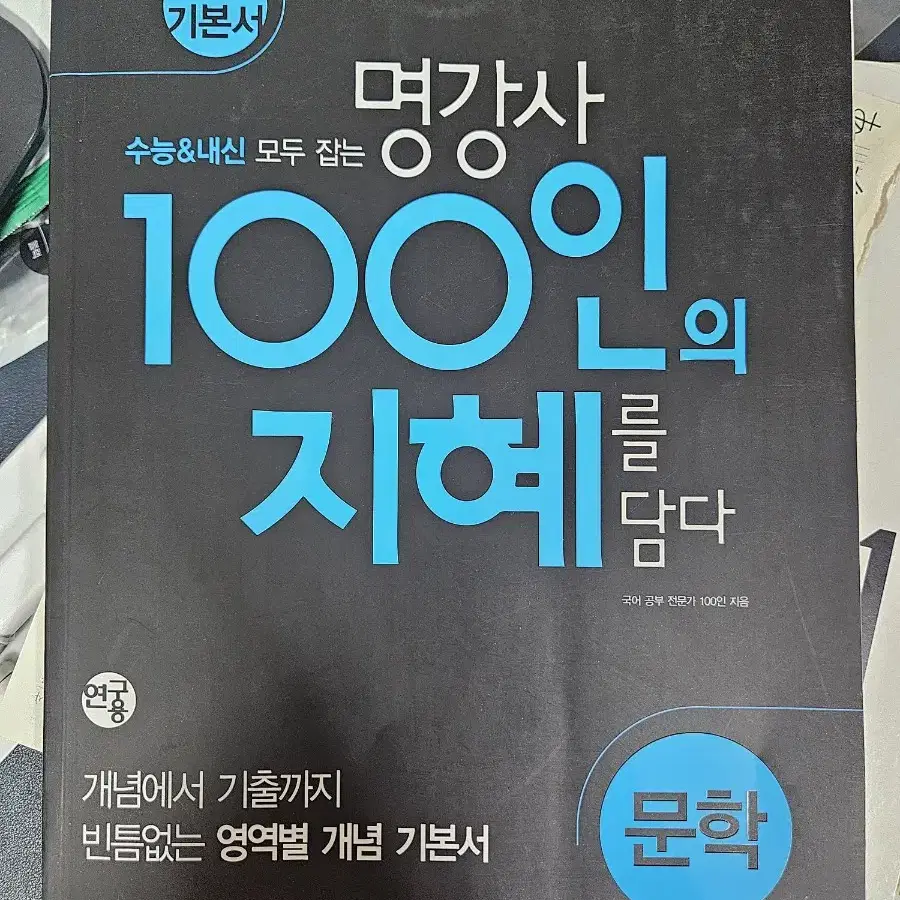 기본서
명강사
수능&내신 모두 잡는
100인의
지혜를
담다
국어 공부 전문가 100인 지음
연구용
개념에서 기출까지
빈틈없는 영역별 개념 기본서
문학